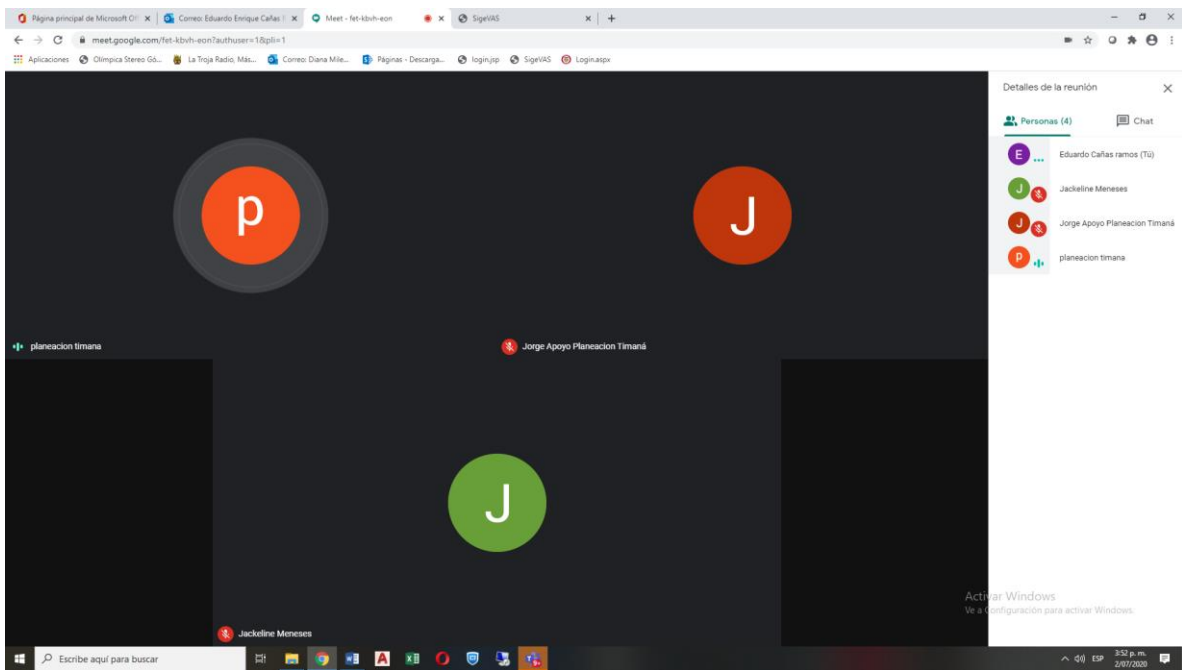 Página principal de Microsoft Of
Correo: Eduardo Enrique Cañas
Meet - fet-kbvh-eon
SigeVAS
meet.google.com/fet-kbvh-eon?authuser=1&pli=1
Aplicaciones
Olímpica Stereo Gó...
La Troja Radio, Más...
Correo: Diana Mile...
Páginas - Descarga...
login.jsp
SigeVAS
Login.aspx
Detalles de la reunión
Personas (4)
Chat
E
Eduardo Cañas ramos (Tú)
J
Jackeline Meneses
J
Jorge Apoyo Planeacion Timaná
p
planeacion timana
p
J
planeacion timana
Jorge Apoyo Planeacion Timaná
J
Jackeline Meneses
Activar Windows
Ve a Configuración para activar Windows.
Escribe aquí para buscar
ESP
3:52 p. m.
2/07/2020